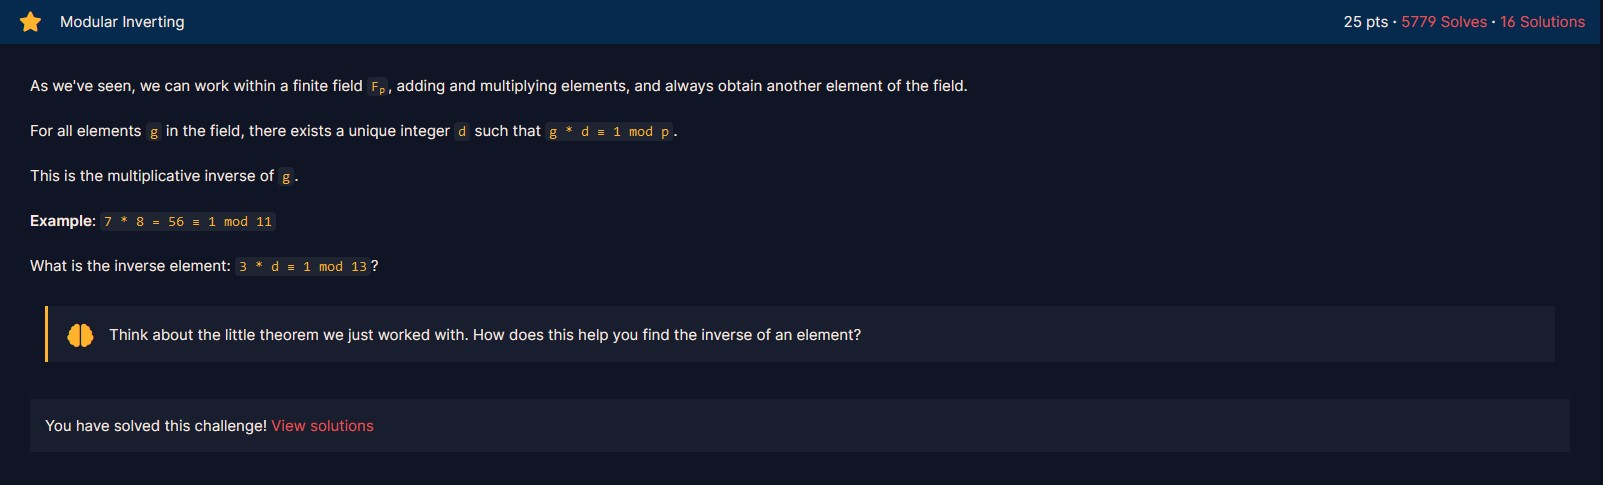 Modular Inverting
25 pts · 5779 Solves · 16 Solutions
As we've seen, we can work within a finite field Fₚ, adding and multiplying elements, and always obtain another element of the field.
For all elements g in the field, there exists a unique integer d such that g * d ≡ 1 mod p.
This is the multiplicative inverse of g.
Example: 7 * 8 = 56 ≡ 1 mod 11
What is the inverse element: 3 * d ≡ 1 mod 13?
Think about the little theorem we just worked with. How does this help you find the inverse of an element?
You have solved this challenge! View solutions